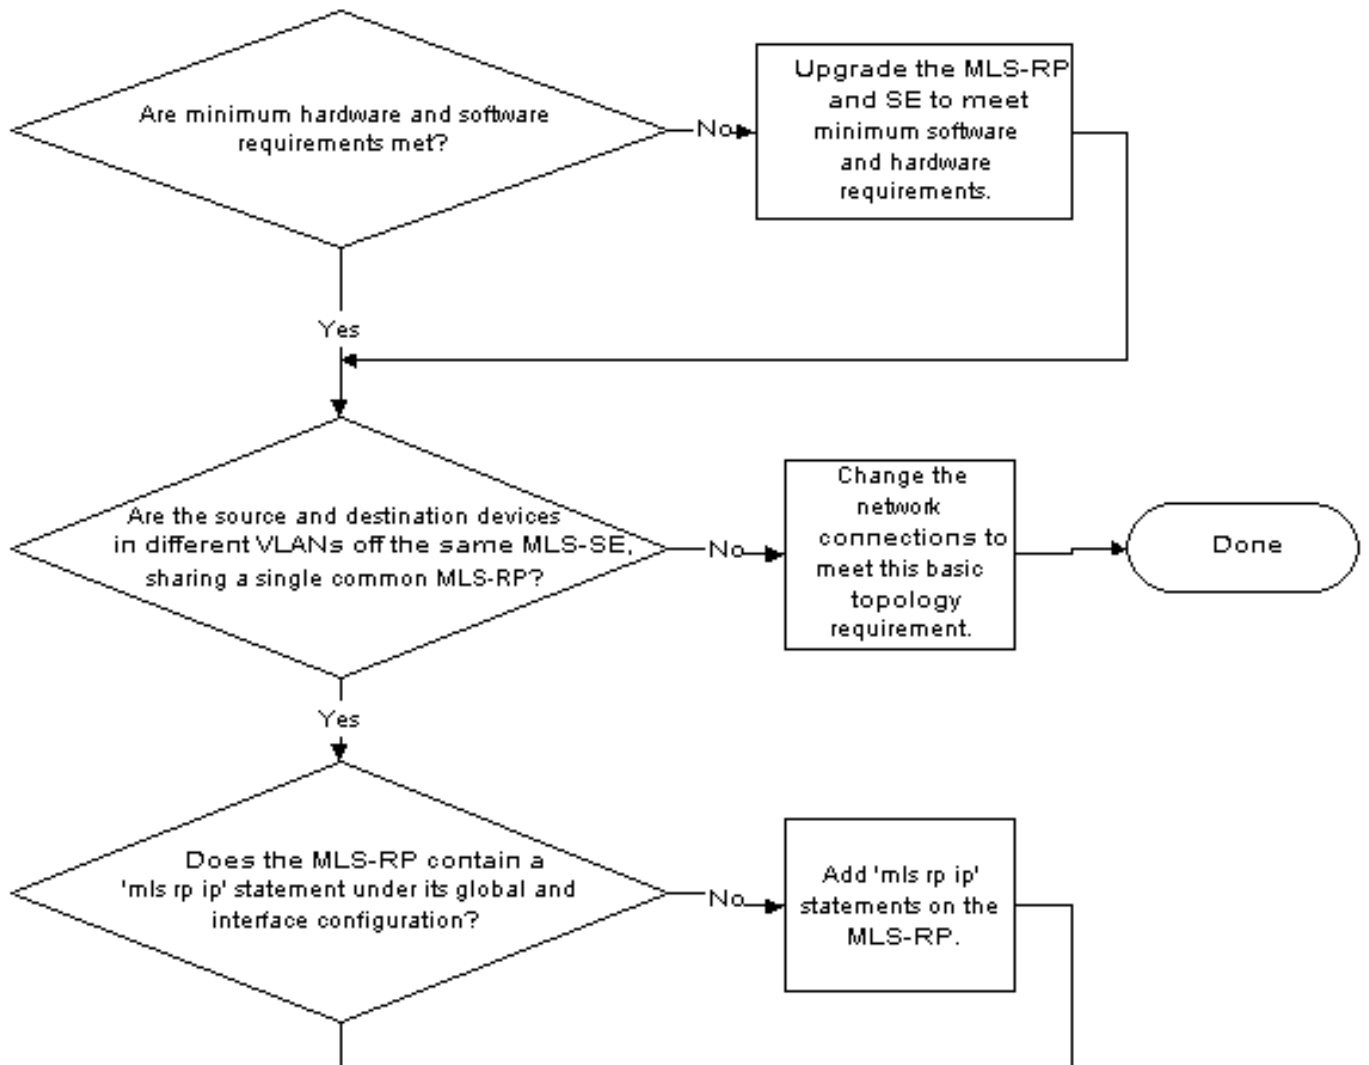 Are minimum hardware and software
requirements met?
No
Upgrade the MLS-RP
and SE to meet
minimum software
and hardware
requirements.
Yes
Are the source and destination devices
in different VLANs off the same MLS-SE,
sharing a single common MLS-RP?
No
Change the
network
connections to
meet this basic
topology
requirement.
Done
Yes
Does the MLS-RP contain a
'mls rp ip' statement under its global and
interface configuration?
No
Add 'mls rp ip'
statements on the
MLS-RP.